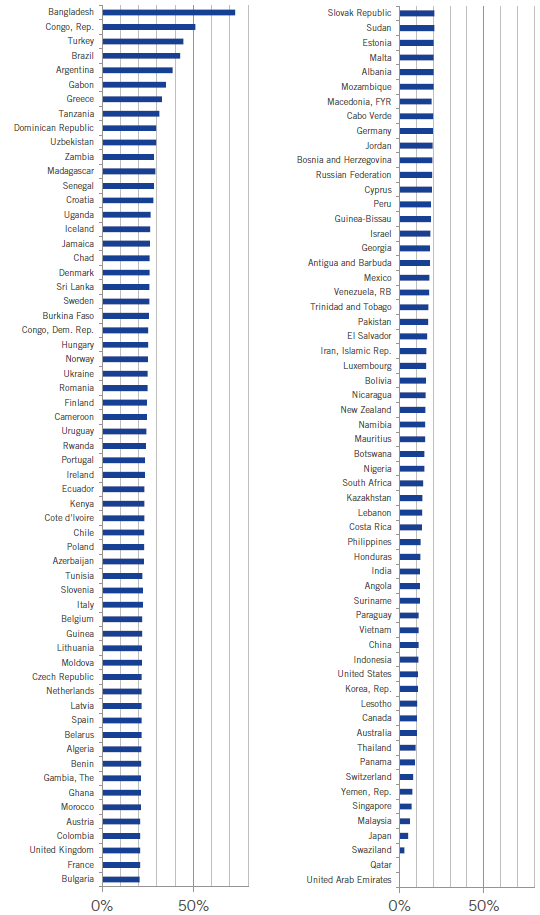 Bangladesh
Congo, Rep.
Turkey
Brazil
Argentina
Gabon
Greece
Tanzania
Dominican Republic
Uzbekistan
Zambia
Madagascar
Senegal
Croatia
Uganda
Iceland
Jamaica
Chad
Denmark
Sri Lanka
Sweden
Burkina Faso
Congo, Dem. Rep.
Hungary
Norway
Ukraine
Romania
Finland
Cameroon
Uruguay
Rwanda
Portugal
Ireland
Ecuador
Kenya
Cote d'Ivoire
Chile
Poland
Azerbaijan
Tunisia
Slovenia
Italy
Belgium
Guinea
Lithuania
Moldova
Czech Republic
Netherlands
Latvia
Spain
Belarus
Algeria
Benin
Gambia, The
Ghana
Morocco
Austria
Colombia
United Kingdom
France
Bulgaria
0% 50%
Slovak Republic
Sudan
Estonia
Malta
Albania
Mozambique
Macedonia, FYR
Cabo Verde
Germany
Jordan
Bosnia and Herzegovina
Russian Federation
Cyprus
Peru
Guinea-Bissau
Israel
Georgia
Antigua and Barbuda
Mexico
Venezuela, RB
Trinidad and Tobago
Pakistan
El Salvador
Iran, Islamic Rep.
Luxembourg
Bolivia
Nicaragua
New Zealand
Namibia
Mauritius
Botswana
Nigeria
South Africa
Kazakhstan
Lebanon
Costa Rica
Philippines
Honduras
India
Angola
Suriname
Paraguay
Vietnam
China
Indonesia
United States
Korea, Rep.
Lesotho
Canada
Australia
Thailand
Panama
Switzerland
Yemen, Rep.
Singapore
Malaysia
Japan
Swaziland
Qatar
United Arab Emirates
0% 50%